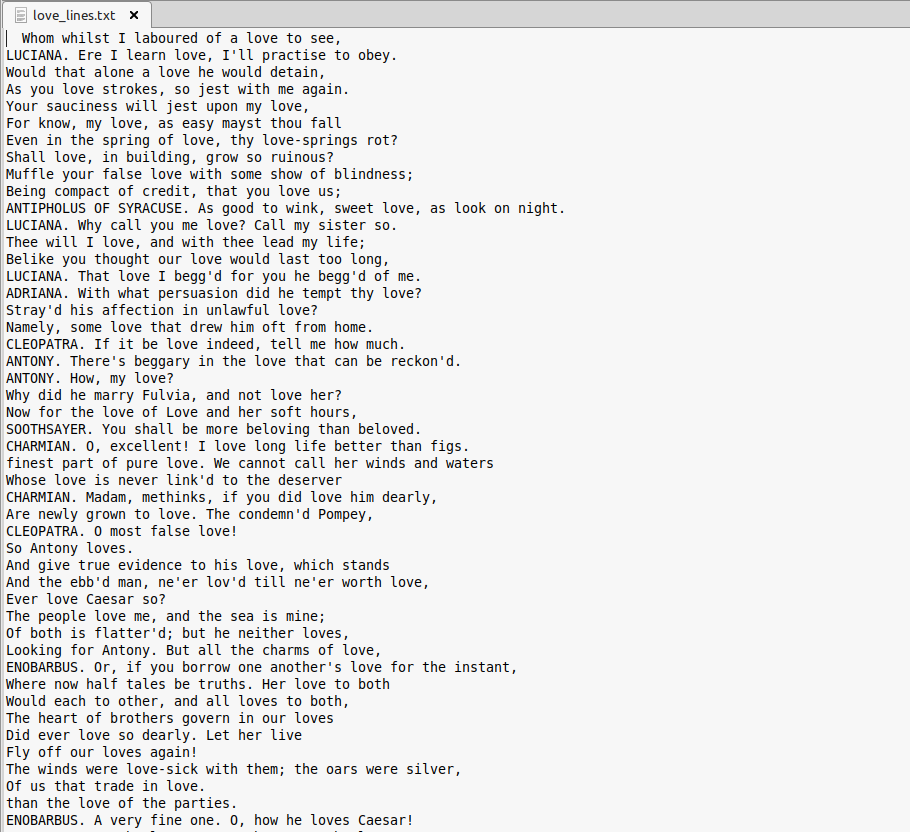 love_lines.txt
Whom whilst I laboured of a love to see,
LUCIANA. Ere I learn love, I'll practise to obey.
Would that alone a love he would detain,
As you love strokes, so jest with me again.
Your sauciness will jest upon my love,
For know, my love, as easy mayst thou fall
Even in the spring of love, thy love-springs rot?
Shall love, in building, grow so ruinous?
Muffle your false love with some show of blindness;
Being compact of credit, that you love us;
ANTIPHOLUS OF SYRACUSE. As good to wink, sweet love, as look on night.
LUCIANA. Why call you me love? Call my sister so.
Thee will I love, and with thee lead my life;
Belike you thought our love would last too long,
LUCIANA. That love I begg'd for you he begg'd of me.
ADRIANA. With what persuasion did he tempt thy love?
Stray'd his affection in unlawful love?
Namely, some love that drew him oft from home.
CLEOPATRA. If it be love indeed, tell me how much.
ANTONY. There's beggary in the love that can be reckon'd.
ANTONY. How, my love?
Why did he marry Fulvia, and not love her?
Now for the love of Love and her soft hours,
SOOTHSAYER. You shall be more beloving than beloved.
CHARMIAN. O, excellent! I love long life better than figs.
finest part of pure love. We cannot call her winds and waters
Whose love is never link'd to the deserver
CHARMIAN. Madam, methinks, if you did love him dearly,
Are newly grown to love. The condemn'd Pompey,
CLEOPATRA. O most false love!
So Antony loves.
And give true evidence to his love, which stands
And the ebb'd man, ne'er lov'd till ne'er worth love,
Ever love Caesar so?
The people love me, and the sea is mine;
Of both is flatter'd; but he neither loves,
Looking for Antony. But all the charms of love,
ENOBARBUS. Or, if you borrow one another's love for the instant,
Where now half tales be truths. Her love to both
Would each to other, and all loves to both,
The heart of brothers govern in our loves
Did ever love so dearly. Let her live
Fly off our loves again!
The winds were love-sick with them; the oars were silver,
Of us that trade in love.
than the love of the parties.
ENOBARBUS. A very fine one. O, how he loves Caesar!